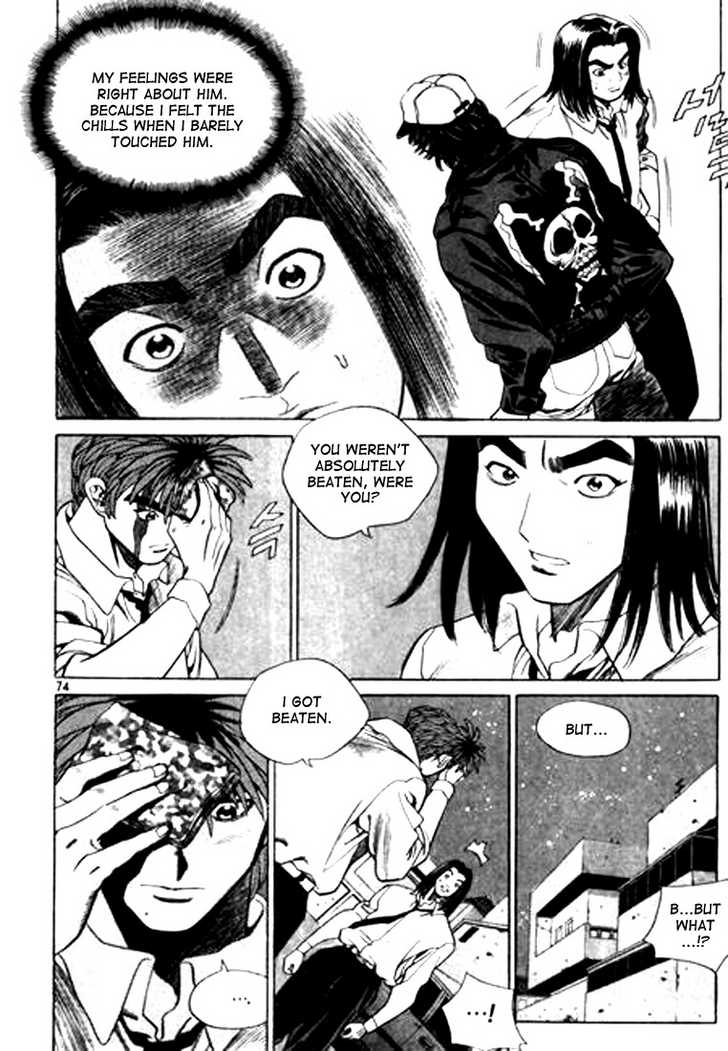 MY FEELINGS WERE
RIGHT ABOUT HIM.
BECAUSE I FELT THE
CHILLS WHEN I BARELY
TOUCHED HIM.
YOU WEREN'T
ABSOLUTELY
BEATEN, WERE
YOU?
74
...
I GOT
BEATEN.
...!
BUT...
B...BUT
WHAT
...!?